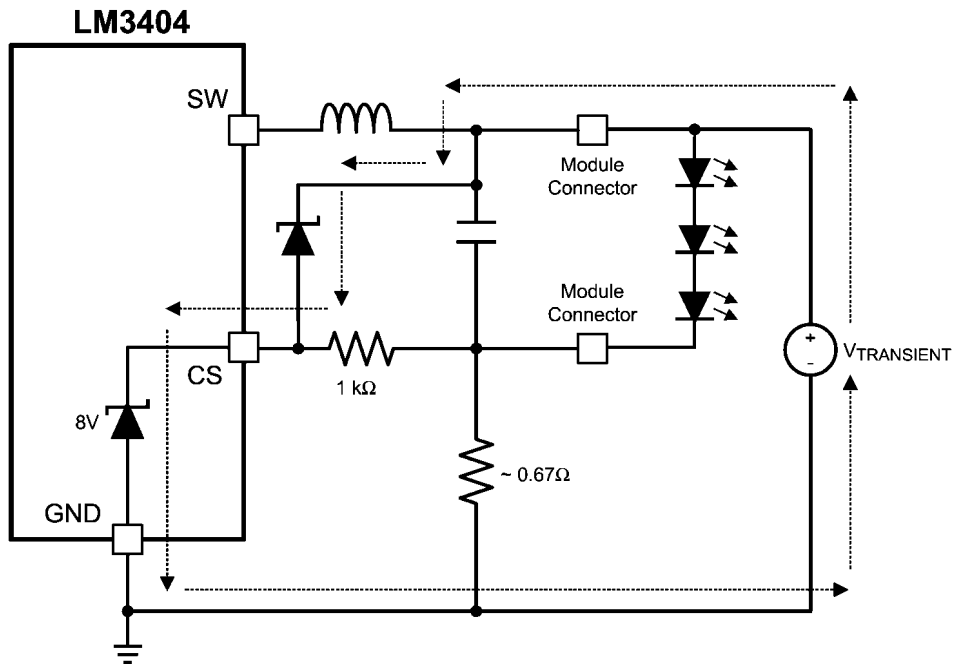 LM3404
SW
Module
Connector
Module
Connector
+
-
VTRANSIENT
CS
1 kΩ
8V
~ 0.67Ω
GND